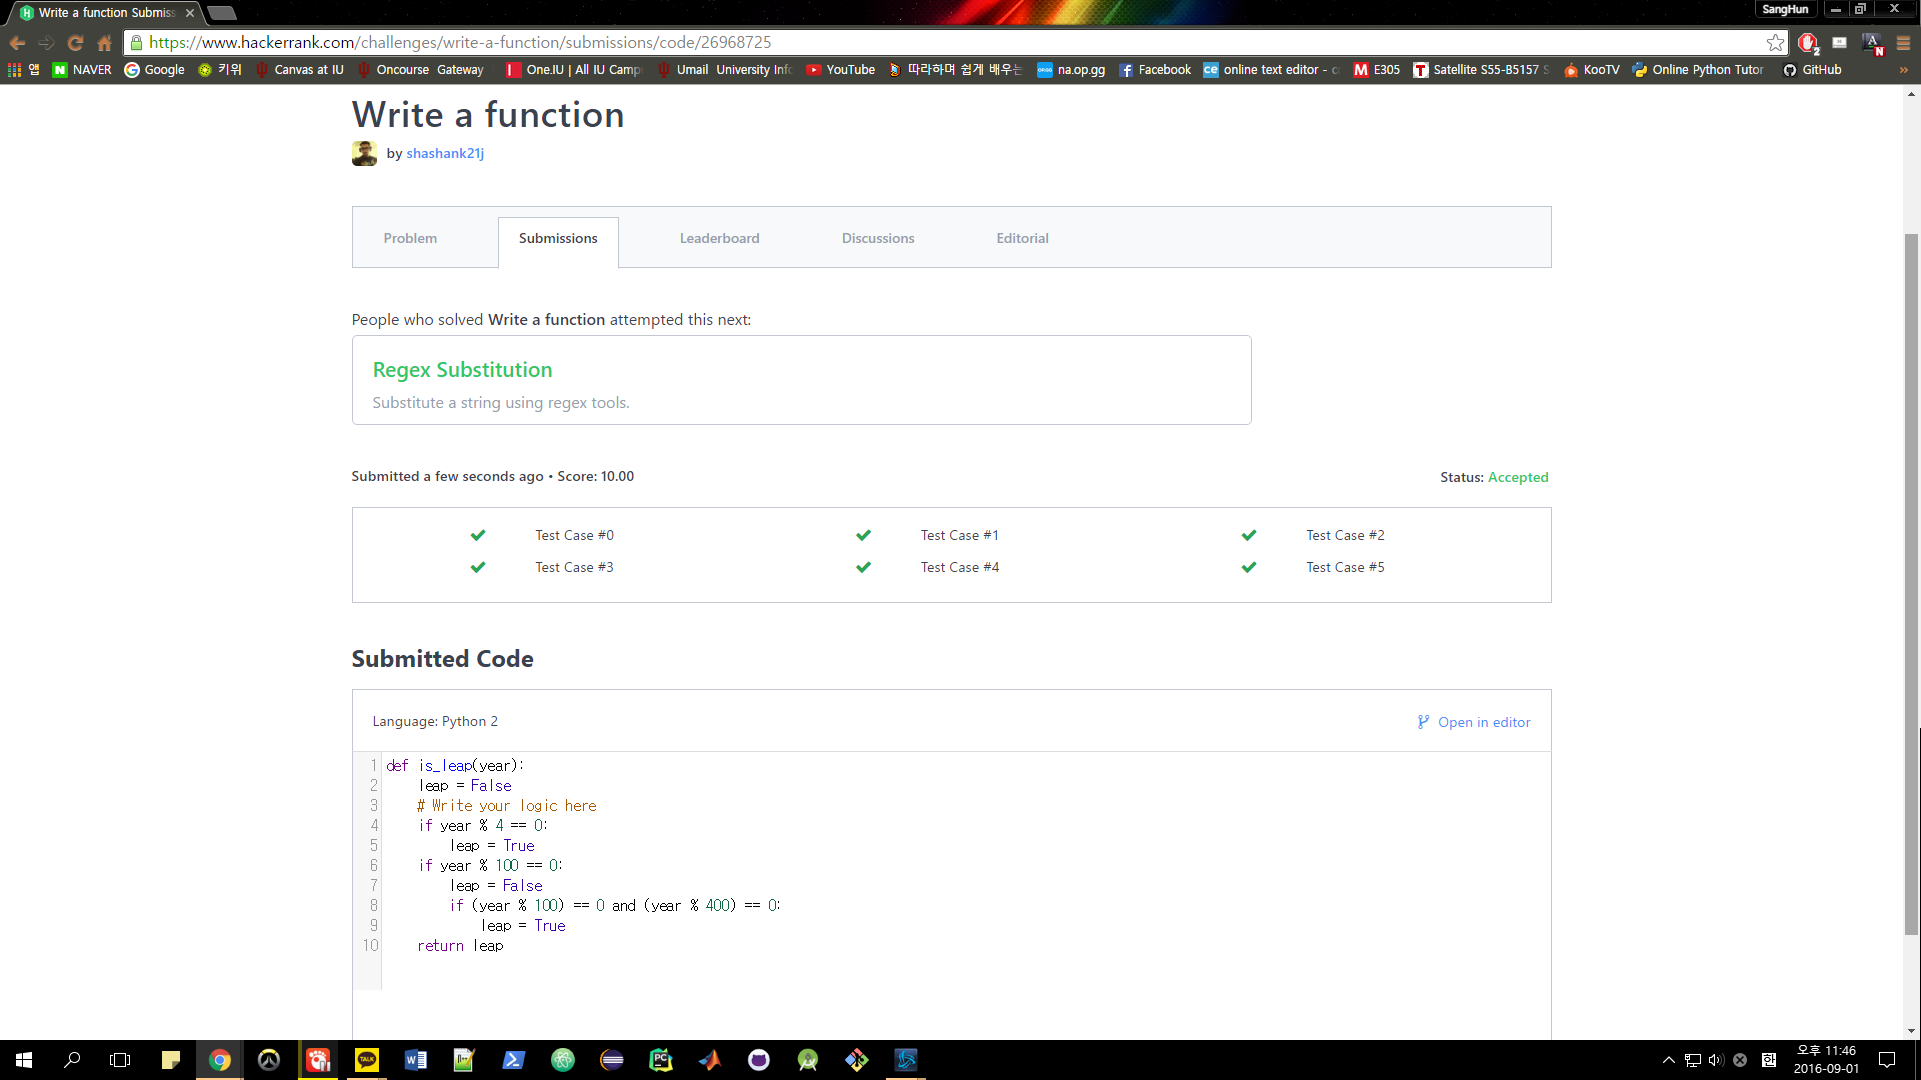 Write a function Submis
SangHun
https://www.hackerrank.com/challenges/write-a-function/submissions/code/26968725
앱 NAVER Google 키위 Canvas at IU Oncourse Gateway One.IU | All IU Camp Umail University Info YouTube 따라하며 쉽게 배우는 na.op.gg Facebook online text editor - c E305 Satellite S55-B5157 S KooTV Online Python Tutor GitHub »
Write a function
by shashank21j
Problem Submissions Leaderboard Discussions Editorial
People who solved Write a function attempted this next:
Regex Substitution
Substitute a string using regex tools.
Submitted a few seconds ago • Score: 10.00 Status: Accepted
Test Case #0 Test Case #1 Test Case #2
Test Case #3 Test Case #4 Test Case #5
Submitted Code
Language: Python 2 Open in editor
1 def is_leap(year):
2 leap = False
3 # Write your logic here
4 if year % 4 == 0:
5 leap = True
6 if year % 100 == 0:
7 leap = False
8 if (year % 100) == 0 and (year % 400) == 0:
9 leap = True
10 return leap
TALK
PC
한
오후 11:46
2016-09-01